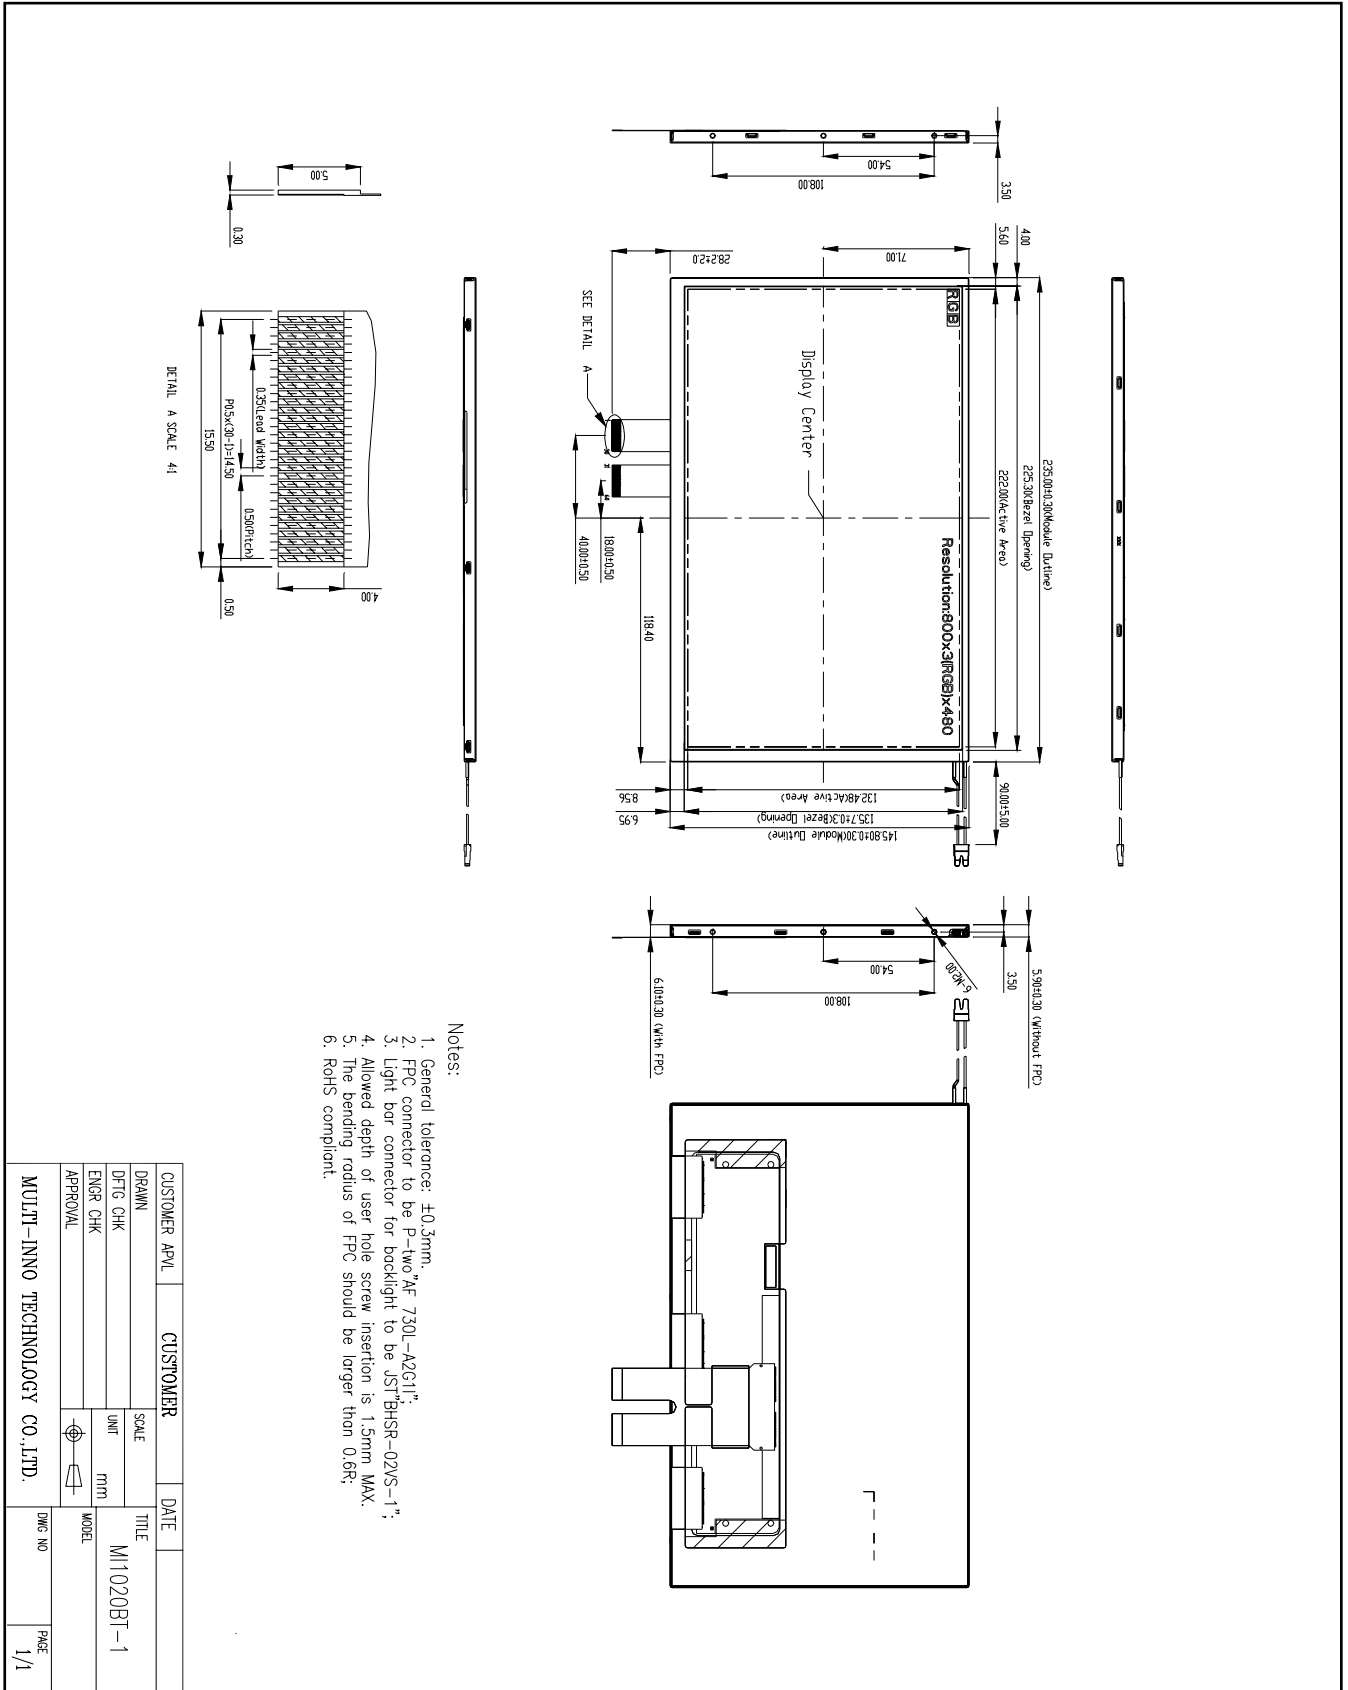 3.50
54.00
108.00
5.00
0.30
4.00
5.60
71.00
28.2±2.0
SEE DETAIL A
RGB
Display Center
Resolution:800x3(RGB)x480
235.00±0.30(Module Outline)
225.30(Bezel Opening)
222.00(Active Area)
18.00±0.50
40.00±0.50
118.40
90.00±5.00
132.48(Active Area)
8.56
135.7±0.3(Bezel Opening)
6.95
145.80±0.30(Module Outline)
0.35(Lead Width)
P0.5x(30-1)=14.50
0.50(Pitch)
15.50
0.50
4.00
DETAIL A SCALE 4:1
5.90±0.30 (Without FPC)
3.50
6-M2.00
54.00
108.00
6.10±0.30 (With FPC)
Notes:
1. General tolerance: ±0.3mm.
2. FPC connector to be P-two"AF 730L-A2G1I";
3. Light bar connector for backlight to be JST"BHSR-02VS-1";
4. Allowed depth of user hole screw insertion is 1.5mm MAX.
5. The bending radius of FPC should be larger than 0.6R;
6. RoHS compliant.
CUSTOMER APVL
CUSTOMER
DATE
DRAWN
SCALE
TITLE
MI1020BT-1
DFTG CHK
UNIT
mm
ENGR CHK
MODEL
APPROVAL
MULTI-INNO TECHNOLOGY CO.,LTD.
DWG NO
PAGE
1/1